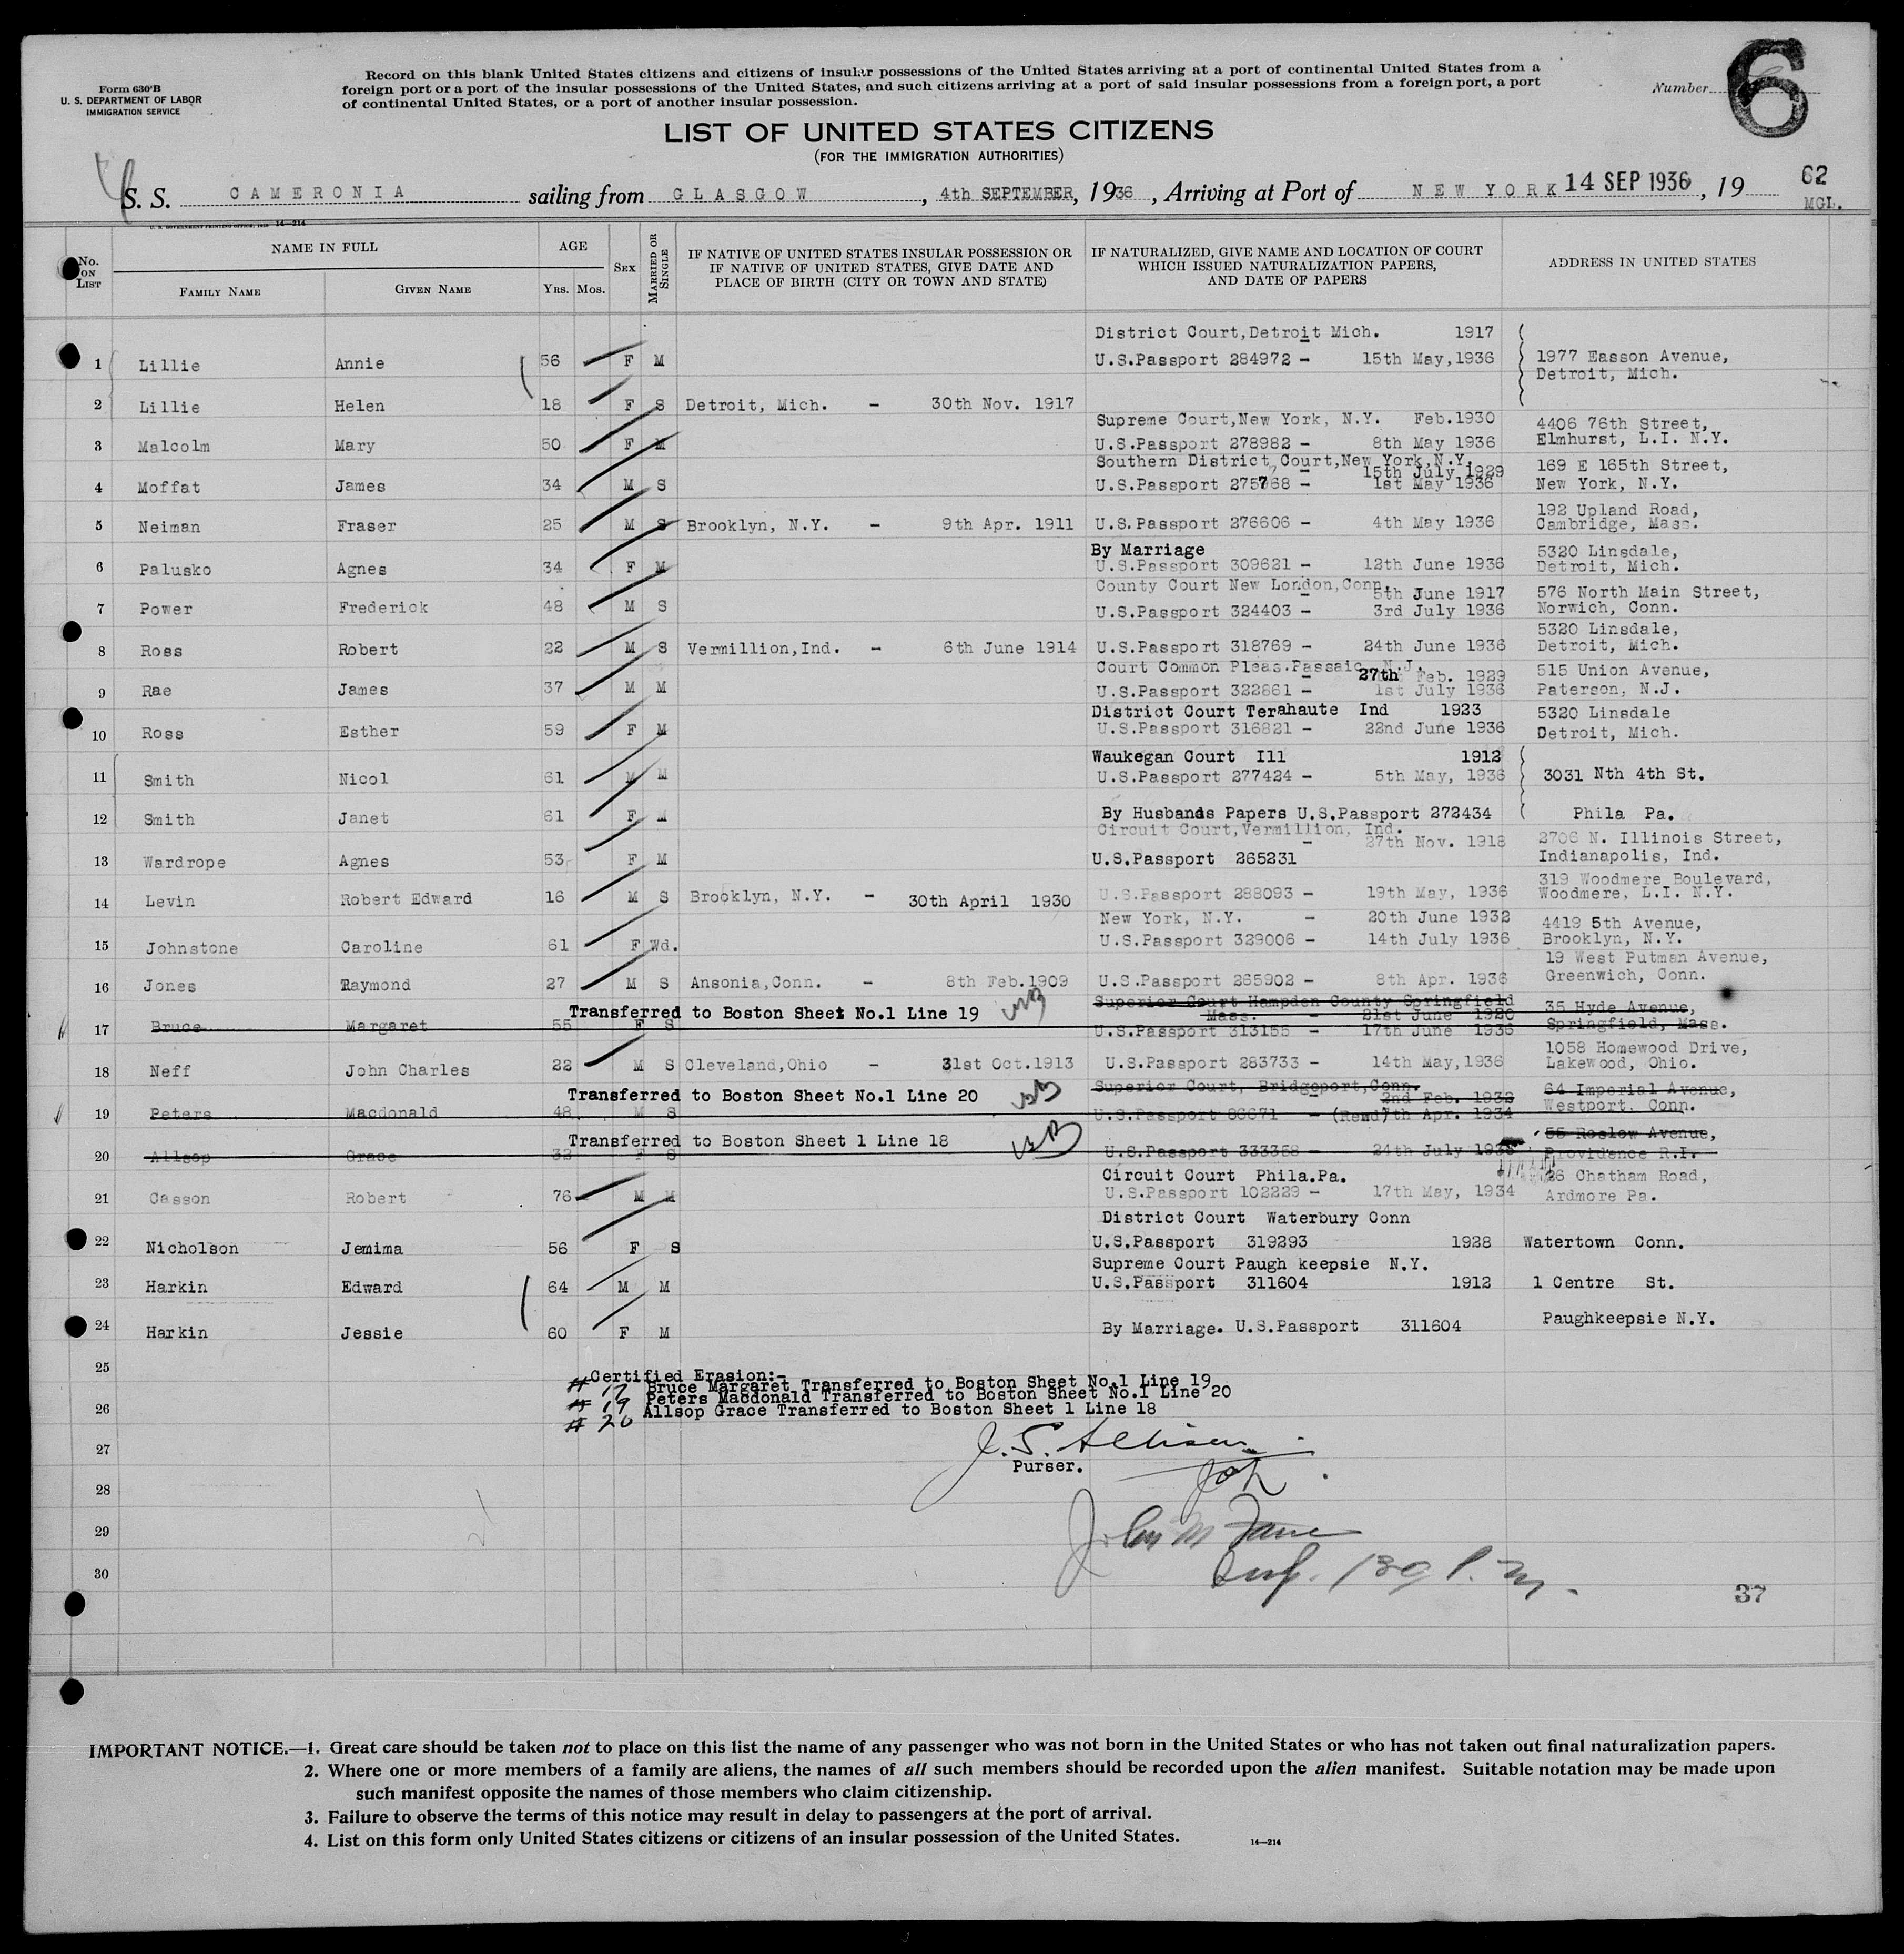 Form 630 B
U. S. DEPARTMENT OF LABOR
IMMIGRATION SERVICE
Record on this blank United States citizens and citizens of insular possessions of the United States arriving at a port of continental United States from a
foreign port or a port of the insular possessions of the United States, and such citizens arriving at a port of said insular possessions from a foreign port, a port
of continental United States, or a port of another insular possession.
Number 6
LIST OF UNITED STATES CITIZENS
(FOR THE IMMIGRATION AUTHORITIES)
S. S. CAMERONIA sailing from GLASGOW, 4th SEPTEMBER, 1936, Arriving at Port of NEW YORK 14 SEP 1936, 19
62
MGL.
14—214
No. ON LIST
NAME IN FULL
FAMILY NAME
GIVEN NAME
AGE
YRS. MOS.
SEX
MARRIED OR SINGLE
IF NATIVE OF UNITED STATES INSULAR POSSESSION OR
IF NATIVE OF UNITED STATES, GIVE DATE AND
PLACE OF BIRTH (CITY OR TOWN AND STATE)
IF NATURALIZED, GIVE NAME AND LOCATION OF COURT
WHICH ISSUED NATURALIZATION PAPERS,
AND DATE OF PAPERS
ADDRESS IN UNITED STATES
District Court, Detroit Mich. 1917
1 Lillie Annie 56 F M U.S.Passport 284972 - 15th May, 1936 1977 Easson Avenue,
Detroit, Mich.
2 Lillie Helen 18 F S Detroit, Mich. - 30th Nov. 1917
Supreme Court, New York, N.Y. Feb. 1930 4406 76th Street,
3 Malcolm Mary 50 F M U.S.Passport 278982 - 8th May 1936 Elmhurst, L.I. N.Y.
Southern District Court, New York, N.Y.
15th July 1929 169 E 165th Street,
4 Moffat James 34 M S U.S.Passport 275768 - 1st May 1936 New York, N.Y.
192 Upland Road,
5 Neiman Fraser 25 M S Brooklyn, N.Y. - 9th Apr. 1911 U.S.Passport 276606 - 4th May 1936 Cambridge, Mass.
By Marriage 5320 Linsdale,
6 Palusko Agnes 34 F M U.S.Passport 309621 - 12th June 1936 Detroit, Mich.
County Court New London, Conn.
- 5th June 1917 576 North Main Street,
7 Power Frederick 48 M S U.S.Passport 324403 - 3rd July 1936 Norwich, Conn.
5320 Linsdale,
8 Ross Robert 22 M S Vermillion, Ind. - 6th June 1914 U.S.Passport 318769 - 24th June 1936 Detroit, Mich.
Court Common Pleas. Passaic, N.J.
- 27th Feb. 1929 515 Union Avenue,
9 Rae James 37 M M U.S.Passport 322861 - 1st July 1936 Paterson, N.J.
District Court Terahaute Ind 1923 5320 Linsdale
10 Ross Esther 59 F M U.S.Passport 316821 - 22nd June 1936 Detroit, Mich.
Waukegan Court Ill 1912
11 Smith Nicol 61 M M U.S.Passport 277424 - 5th May, 1936 3031 Nth 4th St.
12 Smith Janet 61 F M By Husbands Papers U.S.Passport 272434 Phila Pa.
Circuit Court, Vermillion, Ind.
- 27th Nov. 1918 2706 N. Illinois Street,
13 Wardrope Agnes 53 F M U.S.Passport 265231 Indianapolis, Ind.
319 Woodmere Boulevard,
14 Levin Robert Edward 16 M S Brooklyn, N.Y. - 30th April 1930 U.S.Passport 288093 - 19th May, 1936 Woodmere, L.I. N.Y.
New York, N.Y. - 20th June 1932 4419 5th Avenue,
15 Johnstone Caroline 61 F Wd. U.S.Passport 329006 - 14th July 1936 Brooklyn, N.Y.
19 West Putman Avenue,
16 Jones Raymond 27 M S Ansonia, Conn. - 8th Feb. 1909 U.S.Passport 265902 - 8th Apr. 1936 Greenwich, Conn.
Transferred to Boston Sheet No.1 Line 19 Superior Court Hampden County Springfield
Mass. - 21st June 1920 35 Hyde Avenue,
17 Bruce Margaret 55 F S U.S.Passport 313155 - 17th June 1936 Springfield, Mass.
1058 Homewood Drive,
18 Neff John Charles 22 M S Cleveland, Ohio - 31st Oct. 1913 U.S.Passport 283733 - 14th May, 1936 Lakewood, Ohio.
Transferred to Boston Sheet No.1 Line 20 Superior Court, Bridgeport, Conn.
- 2nd Feb. 1932 64 Imperial Avenue,
19 Peters Macdonald 48 M S U.S.Passport 86671 - (Rend) 7th Apr. 1934 Westport, Conn.
Transferred to Boston Sheet 1 Line 18 55 Roslow Avenue,
20 Allsop Grace 32 F S U.S.Passport 333358 - 24th July 1936 Providence R.I.
Circuit Court Phila.Pa. 26 Chatham Road,
21 Casson Robert 76 M M U.S.Passport 102229 - 17th May, 1934 Ardmore Pa.
District Court Waterbury Conn
22 Nicholson Jemima 56 F S U.S.Passport 319293 1928 Watertown Conn.
Supreme Court Paugh keepsie N.Y.
23 Harkin Edward 64 M M U.S.Passport 311604 1912 1 Centre St.
24 Harkin Jessie 60 F M By Marriage. U.S.Passport 311604 Paughkeepsie N.Y.
25
Certified Erasion:-
# 17 Bruce Margaret Transferred to Boston Sheet No.1 Line 19
# 19 Peters Macdonald Transferred to Boston Sheet No.1 Line 20
26
# 20 Allsop Grace Transferred to Boston Sheet 1 Line 18
27
Purser.
28
29
30
37
IMPORTANT NOTICE.—1. Great care should be taken not to place on this list the name of any passenger who was not born in the United States or who has not taken out final naturalization papers.
2. Where one or more members of a family are aliens, the names of all such members should be recorded upon the alien manifest. Suitable notation may be made upon
such manifest opposite the names of those members who claim citizenship.
3. Failure to observe the terms of this notice may result in delay to passengers at the port of arrival.
4. List on this form only United States citizens or citizens of an insular possession of the United States.
14—214